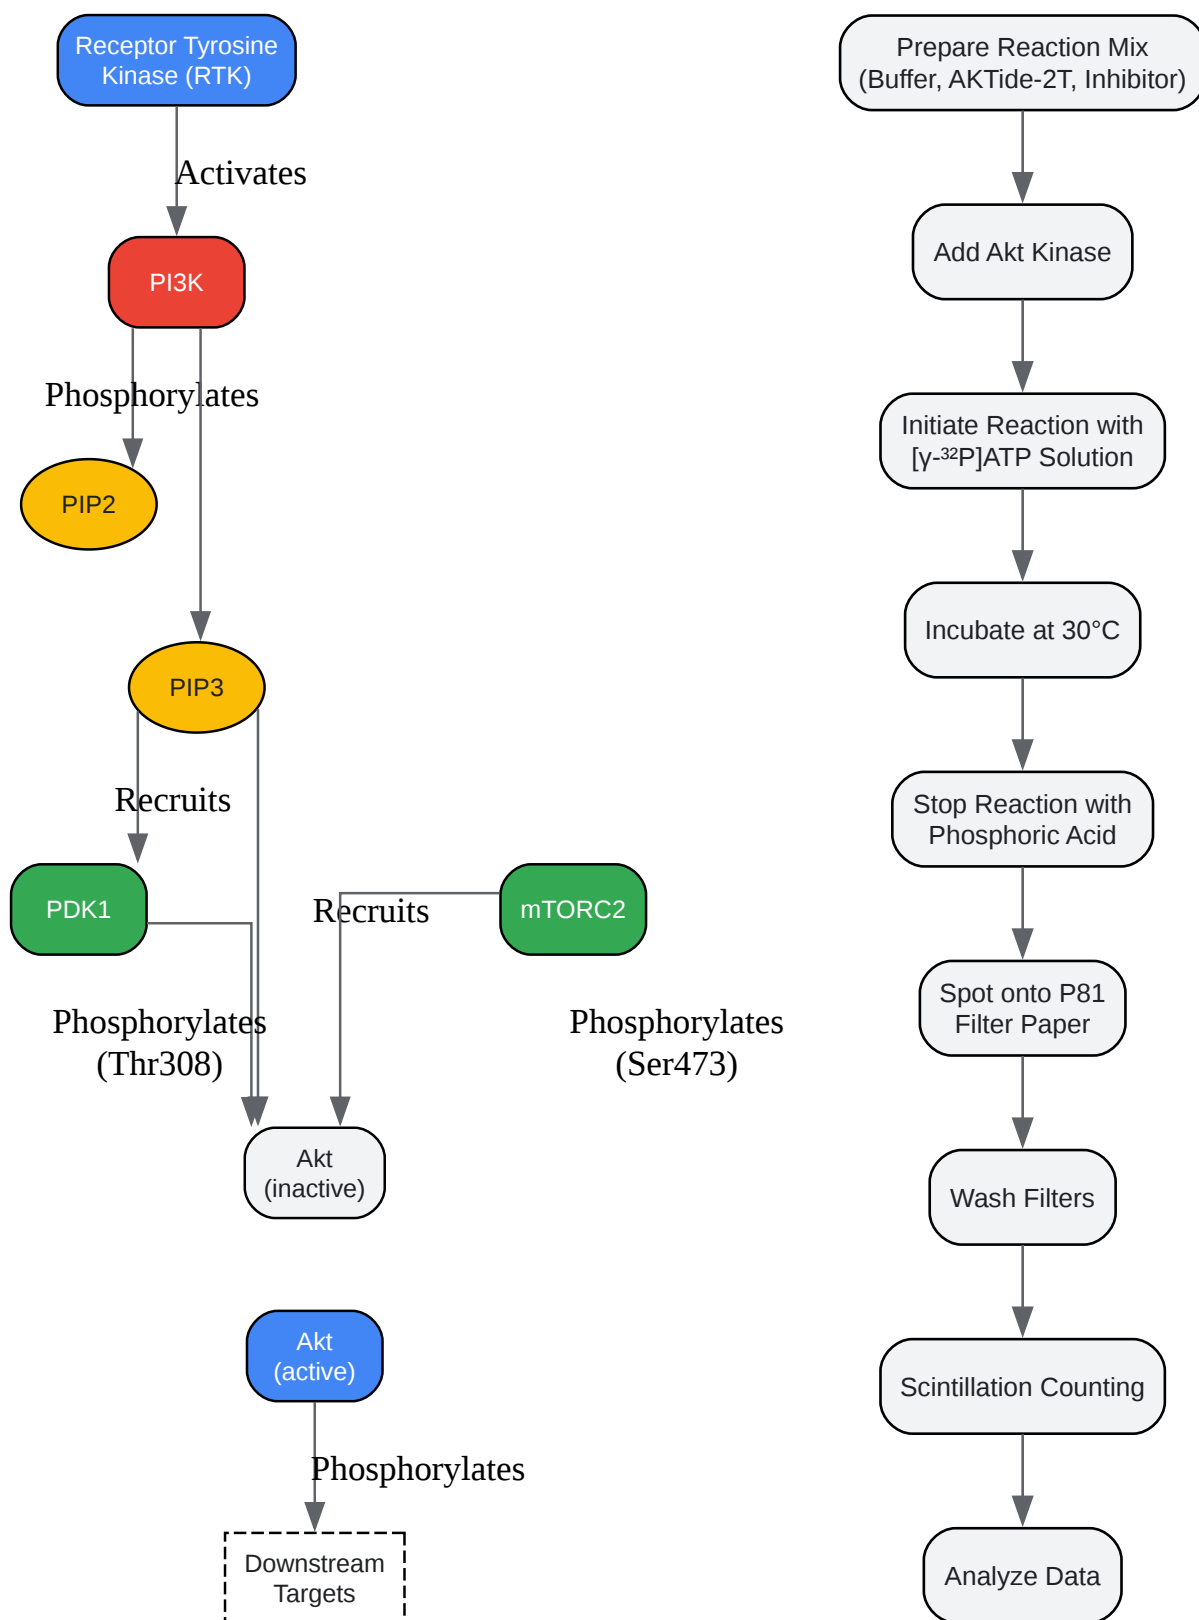 Receptor Tyrosine
Kinase (RTK)
Activates
PI3K
Phosphorylates
PIP2
PIP3
Recruits
PDK1
Recruits
mTORC2
Phosphorylates
(Thr308)
Phosphorylates
(Ser473)
Akt
(inactive)
Akt
(active)
Phosphorylates
Downstream
Targets
Prepare Reaction Mix
(Buffer, AKTide-2T, Inhibitor)
Add Akt Kinase
Initiate Reaction with
[γ-³²P]ATP Solution
Incubate at 30°C
Stop Reaction with
Phosphoric Acid
Spot onto P81
Filter Paper
Wash Filters
Scintillation Counting
Analyze Data